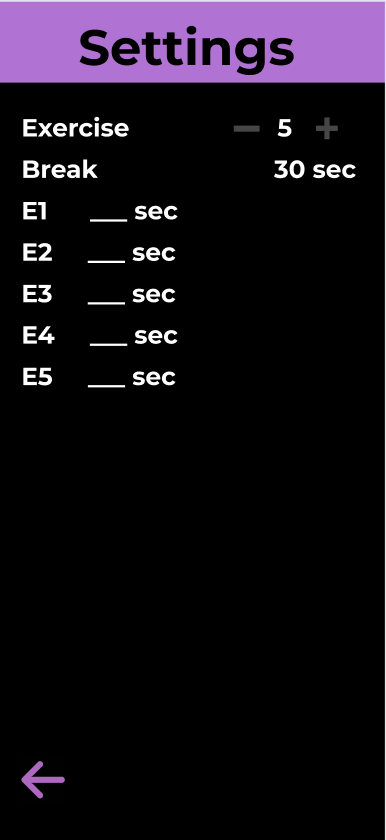 Settings
Exercise — 5 +
Break 30 sec
E1 ___ sec
E2 ___ sec
E3 ___ sec
E4 ___ sec
E5 ___ sec